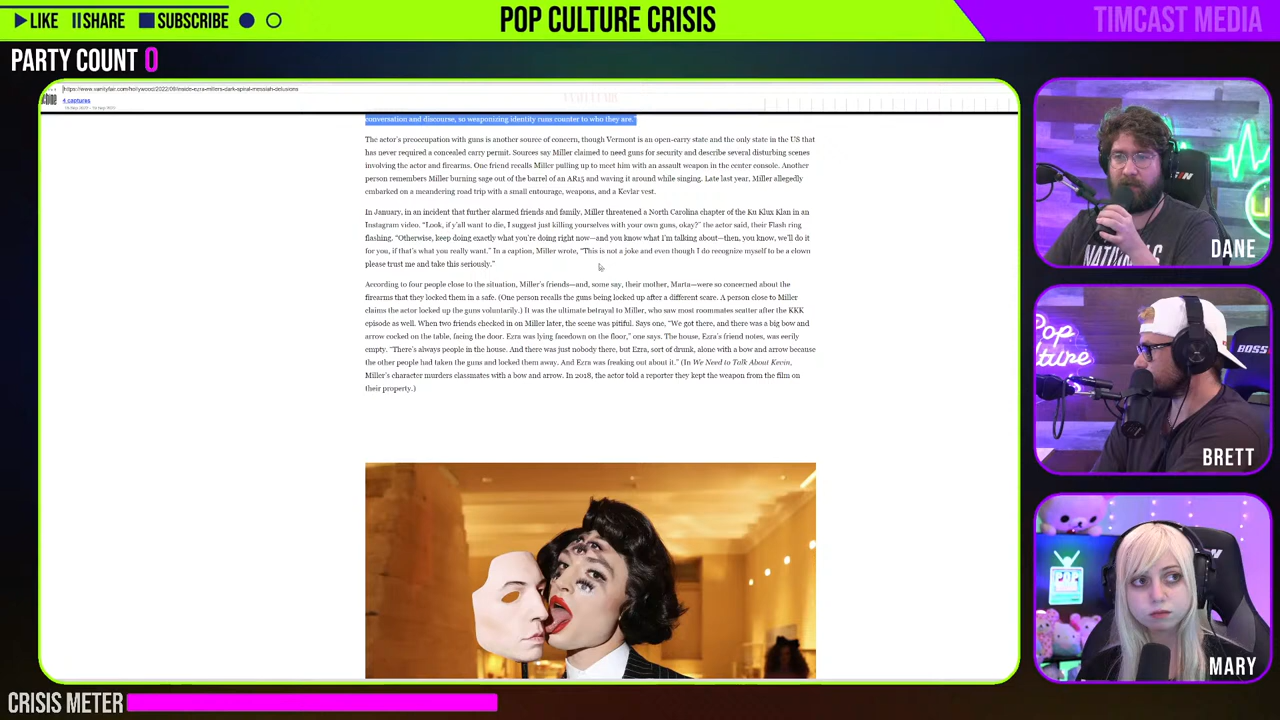 LIKE SHARE SUBSCRIBE
POP CULTURE CRISIS
TIMCAST MEDIA
PARTY COUNT 0
https://www.vanityfair.com/hollywood/2022/09/inside-ezra-millers-dark-spiral-messiah-delusions
4 captures
VANITY FAIR
conversation and discourse, so weaponizing identity runs counter to who they are."
The actor's preoccupation with guns is another source of concern, though Vermont is an open-carry state and the only state in the US that
has never required a concealed carry permit. Sources say Miller claimed to need guns for security and describe several disturbing scenes
involving the actor and firearms. One friend recalls Miller pulling up to meet him with an assault weapon in the center console. Another
person remembers Miller burning sage out of the barrel of an AR15 and waving it around while singing. Late last year, Miller allegedly
embarked on a meandering road trip with a small entourage, weapons, and a Kevlar vest.
In January, in an incident that further alarmed friends and family, Miller threatened a North Carolina chapter of the Ku Klux Klan in an
Instagram video. "Look, if y'all want to die, I suggest just killing yourselves with your own guns, okay?" the actor said, their Flash ring
flashing. "Otherwise, keep doing exactly what you're doing right now—and you know what I'm talking about—then, you know, we'll do it
for you, if that's what you really want." In a caption, Miller wrote, "This is not a joke and even though I do recognize myself to be a clown
please trust me and take this seriously."
According to four people close to the situation, Miller's friends—and, some say, their mother, Marta—were so concerned about the
firearms that they locked them in a safe. (One person recalls the guns being locked up after a different scare. A person close to Miller
claims the actor locked up the guns voluntarily.) It was the ultimate betrayal to Miller, who saw most roommates scatter after the KKK
episode as well. When two friends checked in on Miller later, the scene was pitiful. Says one, "We got there, and there was a big bow and
arrow cocked on the table, facing the door. Ezra was lying facedown on the floor," one says. The house, Ezra's friend notes, was eerily
empty. "There's always people in the house. And there was just nobody there, but Ezra, sort of drunk, alone with a bow and arrow because
the other people had taken the guns and locked them away. And Ezra was freaking out about it." (In We Need to Talk About Kevin,
Miller's character murders classmates with a bow and arrow. In 2018, the actor told a reporter they kept the weapon from the film on
their property.)
DANE
Pop
Culture
BOSS
BRETT
MARY
CRISIS METER